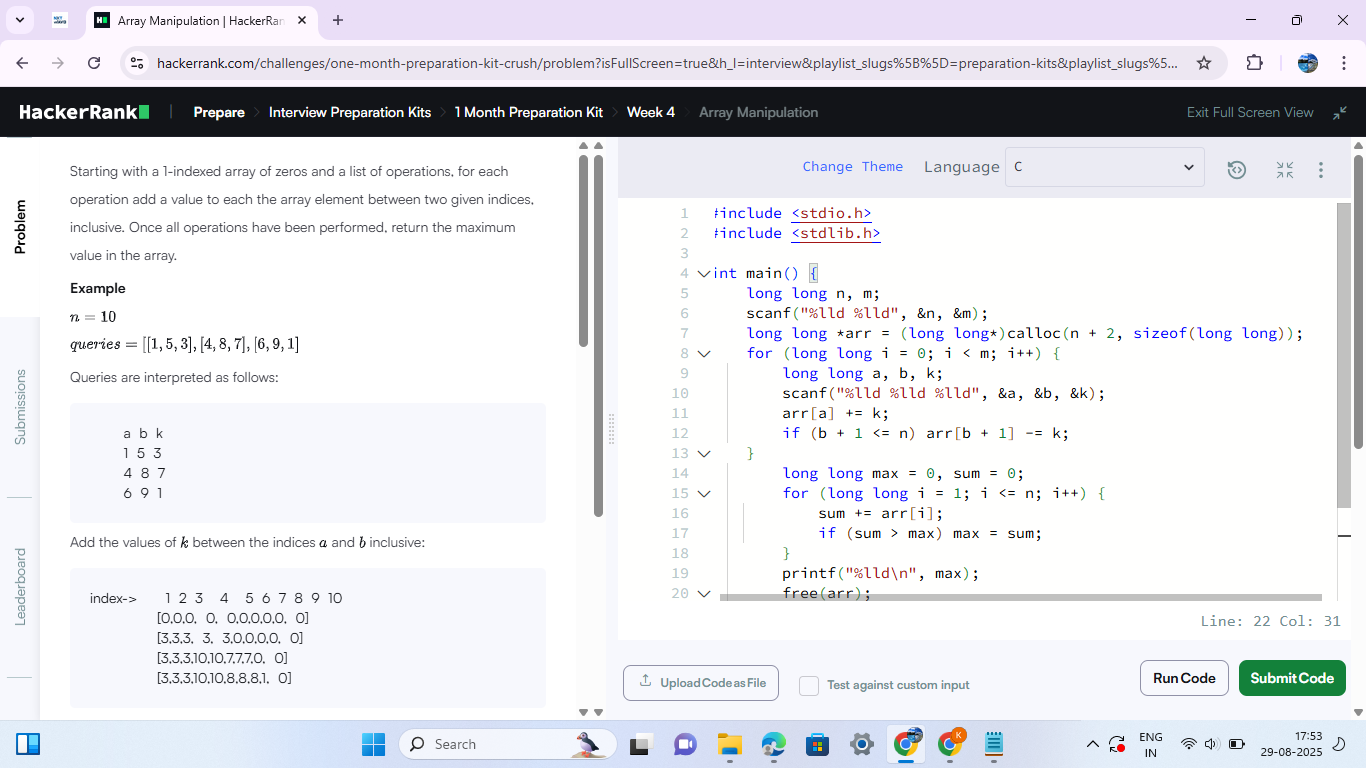 Array Manipulation | HackerRan
hackerrank.com/challenges/one-month-preparation-kit-crush/problem?isFullScreen=true&h_l=interview&playlist_slugs%5B%5D=preparation-kits&playlist_slugs%5...
HackerRank
Prepare
Interview Preparation Kits
1 Month Preparation Kit
Week 4
Array Manipulation
Exit Full Screen View
Problem
Submissions
Leaderboard
Starting with a 1-indexed array of zeros and a list of operations, for each
operation add a value to each the array element between two given indices,
inclusive. Once all operations have been performed, return the maximum
value in the array.
Example
n = 10
queries = [[1, 5, 3], [4, 8, 7], [6, 9, 1]
Queries are interpreted as follows:
a b k
1 5 3
4 8 7
6 9 1
Add the values of k between the indices a and b inclusive:
index-> 1 2 3 4 5 6 7 8 9 10
[0,0,0, 0, 0,0,0,0,0, 0]
[3,3,3, 3, 3,0,0,0,0, 0]
[3,3,3,10,10,7,7,7,0, 0]
[3,3,3,10,10,8,8,8,1, 0]
Change Theme
Language
C
1 #include <stdio.h>
2 #include <stdlib.h>
3
4 int main() {
5 long long n, m;
6 scanf("%lld %lld", &n, &m);
7 long long *arr = (long long*)calloc(n + 2, sizeof(long long));
8 for (long long i = 0; i < m; i++) {
9 long long a, b, k;
10 scanf("%lld %lld %lld", &a, &b, &k);
11 arr[a] += k;
12 if (b + 1 <= n) arr[b + 1] -= k;
13 }
14 long long max = 0, sum = 0;
15 for (long long i = 1; i <= n; i++) {
16 sum += arr[i];
17 if (sum > max) max = sum;
18 }
19 printf("%lld\n", max);
20 free(arr);
Line: 22 Col: 31
Upload Code as File
Test against custom input
Run Code
Submit Code
Search
K
ENG
IN
17:53
29-08-2025